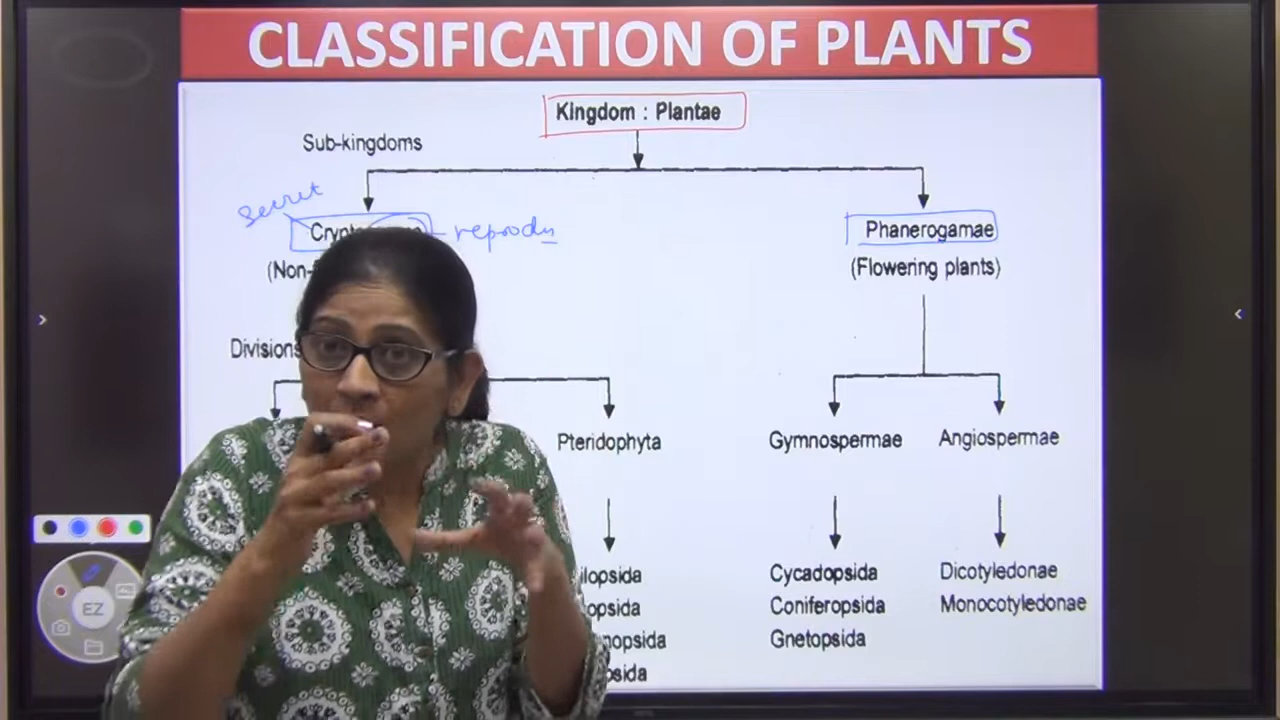 CLASSIFICATION OF PLANTS
Kingdom : Plantae
Sub-kingdoms
Secret
reprodu
Phanerogamae
(Flowering plants)
Divisions
Pteridophyta
Gymnospermae
Angiospermae
Cycadopsida
Dicotyledonae
Coniferopsida
Monocotyledonae
Gnetopsida
EZ